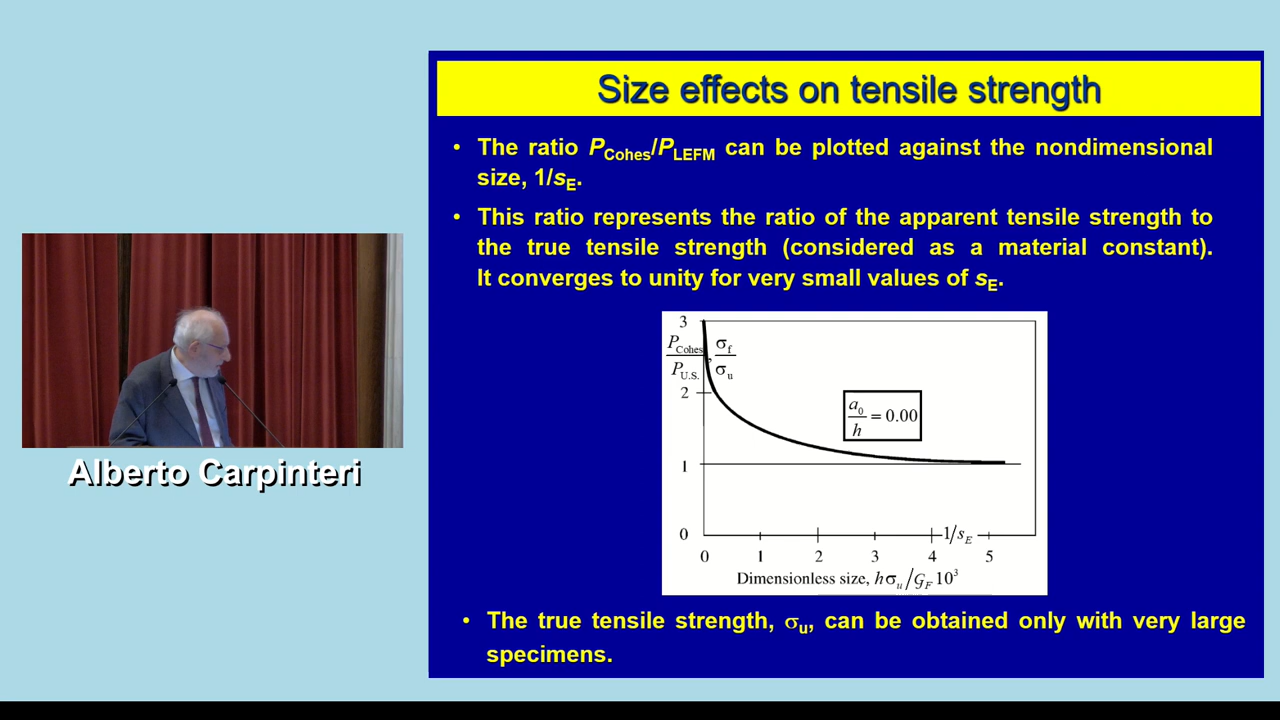 Size effects on tensile strength
• The ratio P_Cohes/P_LEFM can be plotted against the nondimensional
size, 1/s_E.
• This ratio represents the ratio of the apparent tensile strength to
the true tensile strength (considered as a material constant).
It converges to unity for very small values of s_E.
3
P_Cohes/P_U.S., σ_f/σ_u
2
a_0/h = 0.00
1
0
1/s_E
0 1 2 3 4 5
Dimensionless size, hσ_u/G_F 10^3
• The true tensile strength, σ_u, can be obtained only with very large
specimens.
Alberto Carpinteri